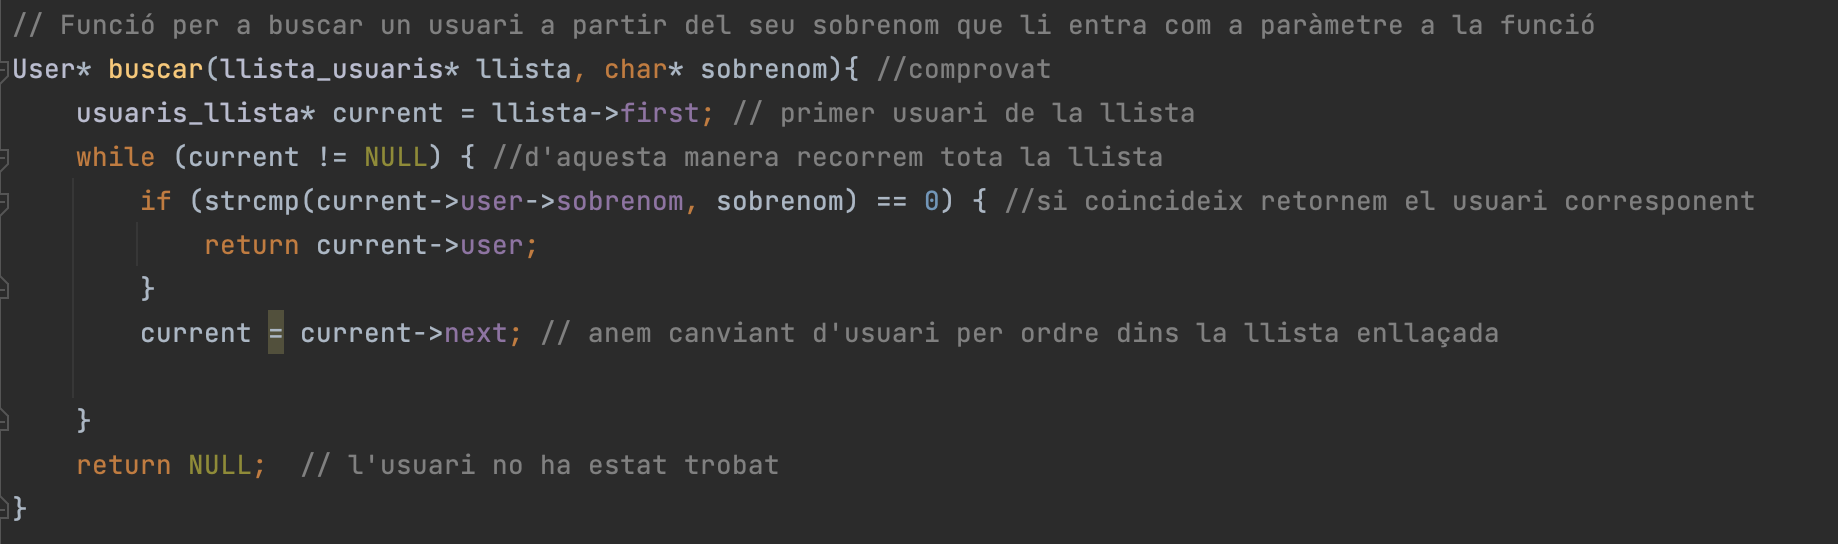 // Funció per a buscar un usuari a partir del seu sobrenom que li entra com a paràmetre a la funció
User* buscar(llista_usuaris* llista, char* sobrenom){ //comprovat
    usuaris_llista* current = llista->first; // primer usuari de la llista
    while (current != NULL) { //d'aquesta manera recorrem tota la llista
        if (strcmp(current->user->sobrenom, sobrenom) == 0) { //si coincideix retornem el usuari corresponent
            return current->user;
        }
        current = current->next; // anem canviant d'usuari per ordre dins la llista enllaçada
    }
    return NULL;  // l'usuari no ha estat trobat
}